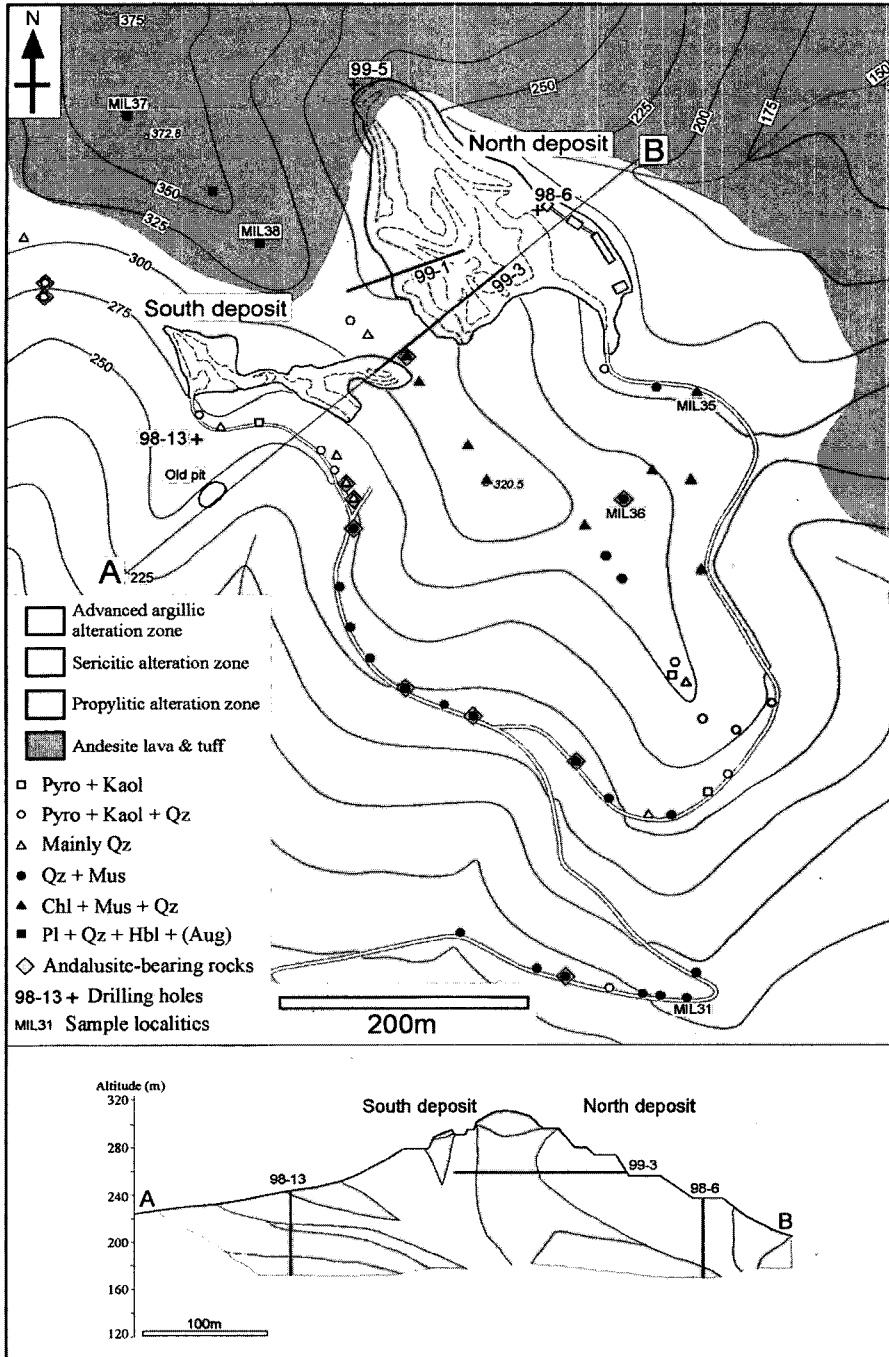 N
375
MIL37
372.8
350
325
MIL38
300
275
250
99-5
250
225
200
175
150
North deposit
B
98-6
99-1
99-3
South deposit
MIL35
98-13
Old pit
320.5
MIL36
A
225
Advanced argillic
alteration zone
Sericitic alteration zone
Propylitic alteration zone
Andesite lava & tuff
Pyro + Kaol
Pyro + Kaol + Qz
Mainly Qz
Qz + Mus
Chl + Mus + Qz
Pl + Qz + Hbl + (Aug)
Andalusite-bearing rocks
98-13 + Drilling holes
MIL31 Sample localitics
200m
MIL31
Altitude (m)
320
280
240
200
160
120
South deposit
North deposit
A
98-13
99-3
98-6
B
100m